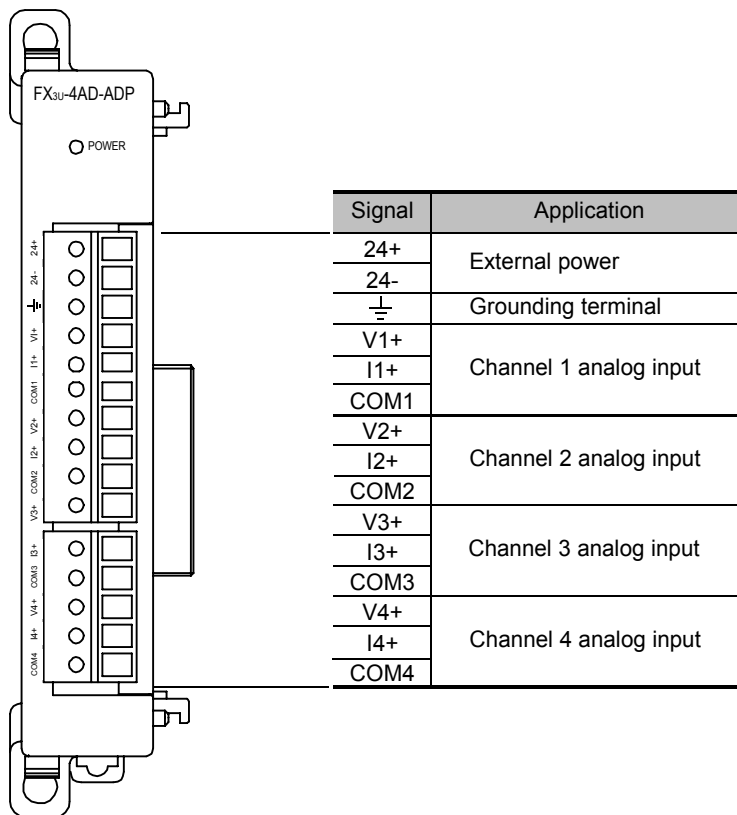 FX3U-4AD-ADP
POWER
24+
24-
⏚
V1+
I1+
COM1
V2+
I2+
COM2
V3+
I3+
COM3
V4+
I4+
COM4
Signal Application
24+
External power
24-
⏚ Grounding terminal
V1+
I1+ Channel 1 analog input
COM1
V2+
I2+ Channel 2 analog input
COM2
V3+
I3+ Channel 3 analog input
COM3
V4+
I4+ Channel 4 analog input
COM4